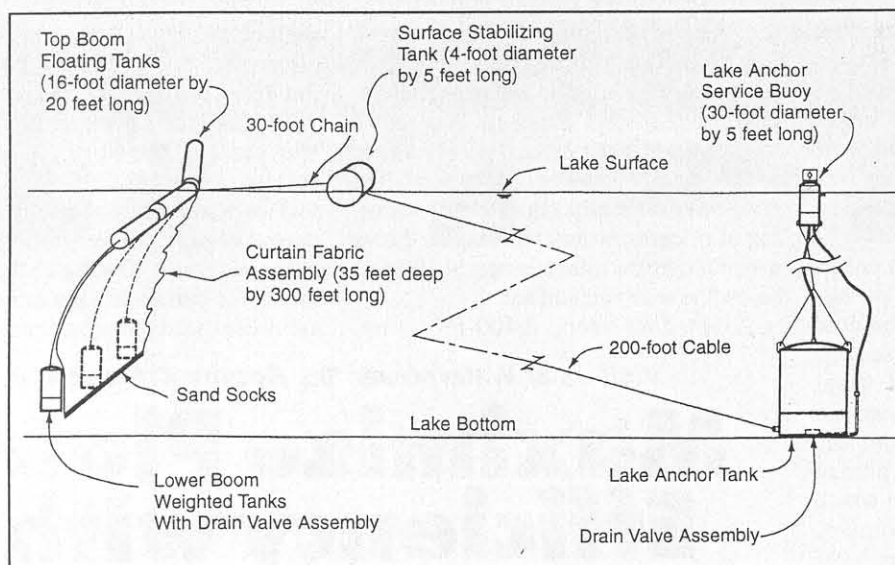 Top Boom
Floating Tanks
(16-foot diameter by
20 feet long)
30-foot Chain
Surface Stabilizing
Tank (4-foot diameter
by 5 feet long)
Lake Anchor
Service Buoy
(30-foot diameter
by 5 feet long)
Lake Surface
Curtain Fabric
Assembly (35 feet deep
by 300 feet long)
200-foot Cable
Sand Socks
Lake Bottom
Lower Boom
Weighted Tanks
With Drain Valve Assembly
Lake Anchor Tank
Drain Valve Assembly